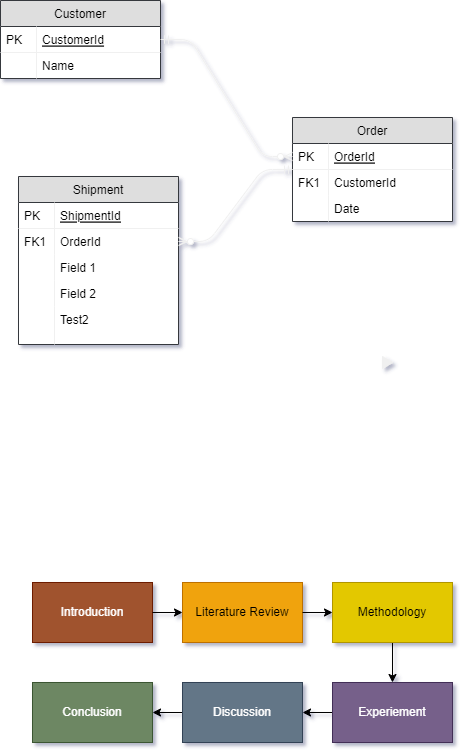 Customer
PK CustomerId
Name
Order
PK OrderId
FK1 CustomerId
Date
Shipment
PK ShipmentId
FK1 OrderId
Field 1
Field 2
Test2
Introduction
Literature Review
Methodology
Conclusion
Discussion
Experiement